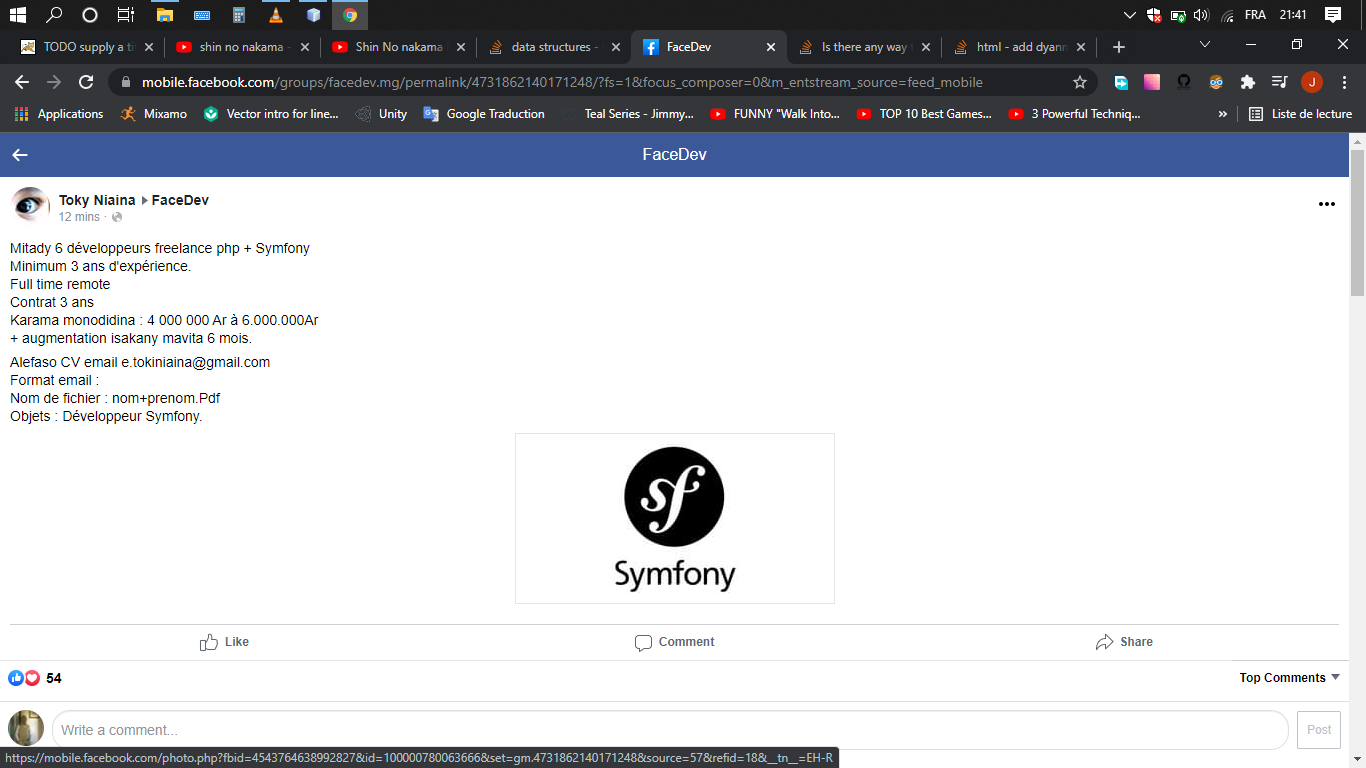 FRA 21:41
TODO supply a ti
shin no nakama -
Shin No nakama
data structures -
FaceDev
Is there any way
html - add dyann
mobile.facebook.com/groups/facedev.mg/permalink/4731862140171248/?fs=1&focus_composer=0&m_entstream_source=feed_mobile
J
Applications
Mixamo
Vector intro for line...
Unity
Google Traduction
Teal Series - Jimmy...
FUNNY "Walk Into...
TOP 10 Best Games...
3 Powerful Techniq...
»
Liste de lecture
FaceDev
Toky Niaina ▸ FaceDev
12 mins ·
Mitady 6 développeurs freelance php + Symfony
Minimum 3 ans d'expérience.
Full time remote
Contrat 3 ans
Karama monodidina : 4 000 000 Ar à 6.000.000Ar
+ augmentation isakany mavita 6 mois.
Alefaso CV email e.tokiniaina@gmail.com
Format email :
Nom de fichier : nom+prenom.Pdf
Objets : Développeur Symfony.
sf
Symfony
Like
Comment
Share
54
Top Comments
Write a comment...
Post
https://mobile.facebook.com/photo.php?fbid=4543764638992827&id=100000780063666&set=gm.4731862140171248&source=57&refid=18&__tn__=EH-R